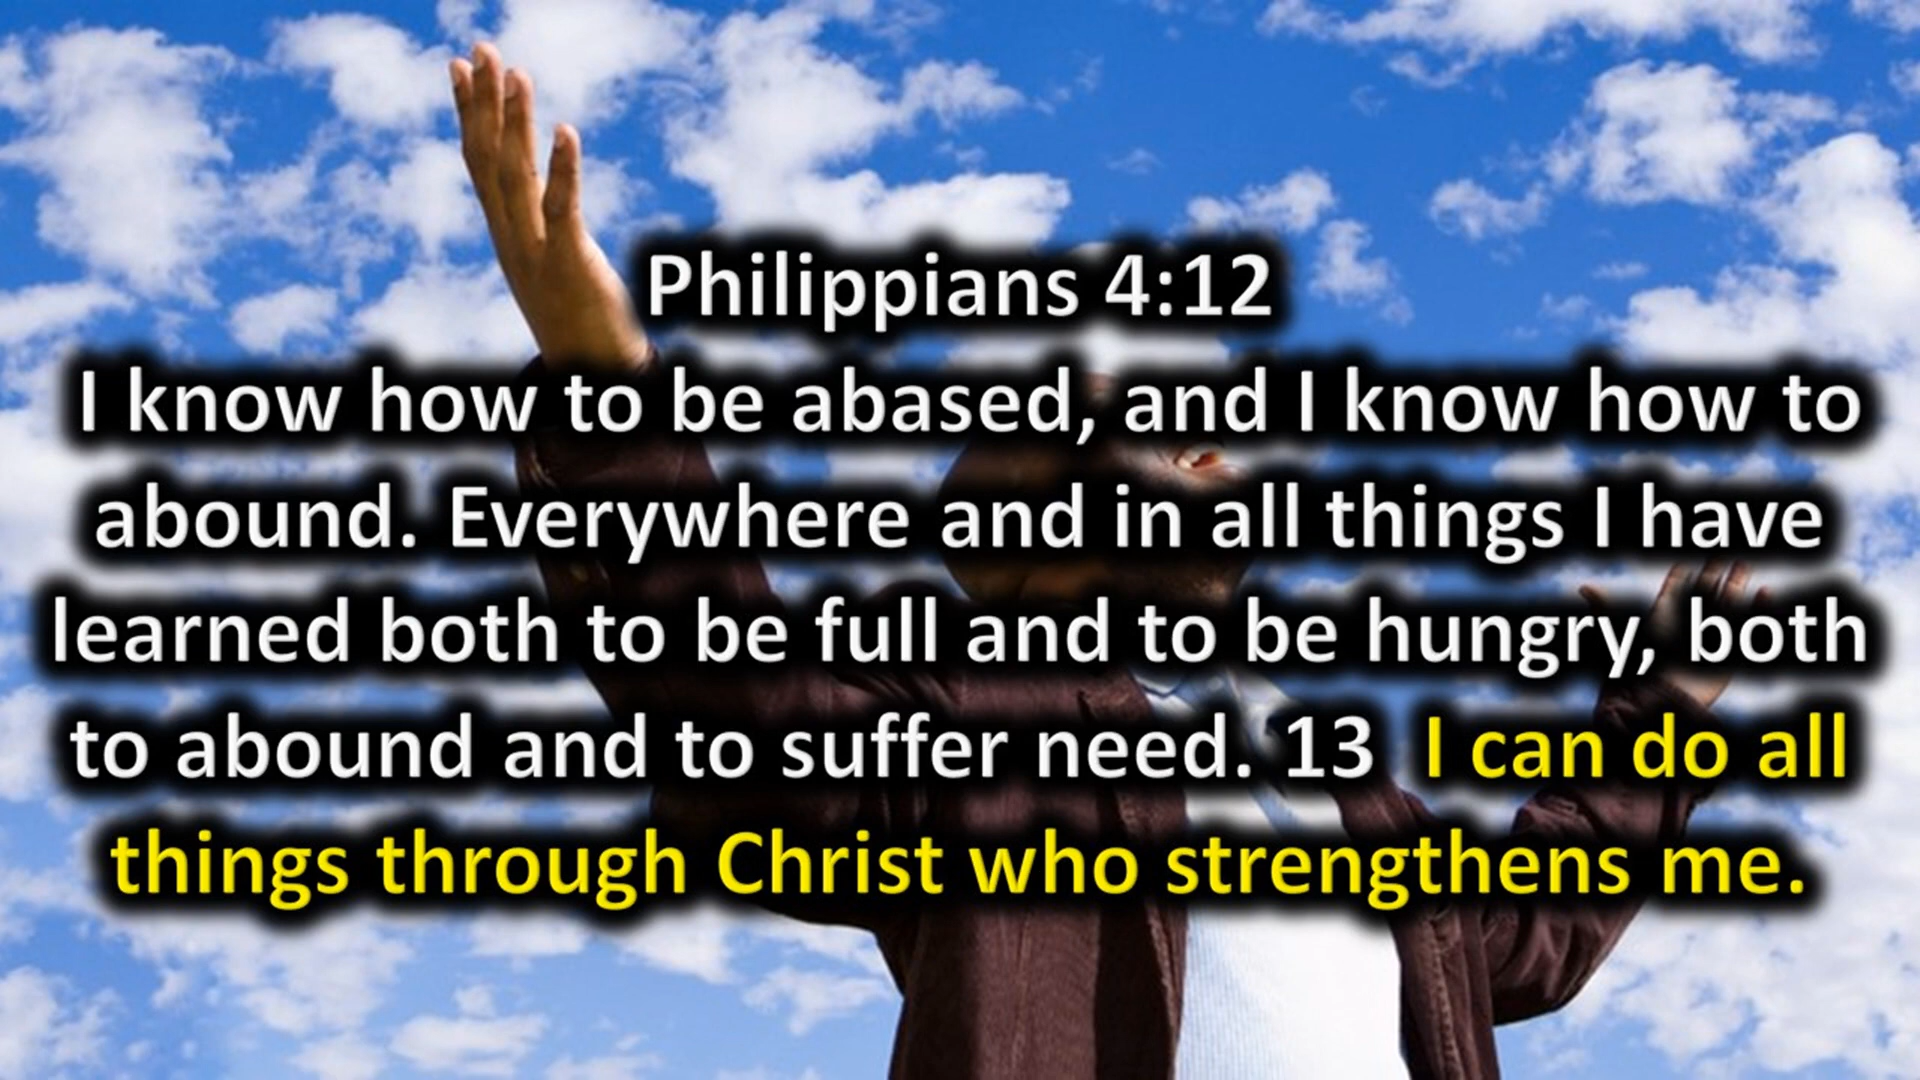 Philippians 4:12
I know how to be abased, and I know how to
abound. Everywhere and in all things I have
learned both to be full and to be hungry, both
to abound and to suffer need. 13  I can do all
things through Christ who strengthens me.